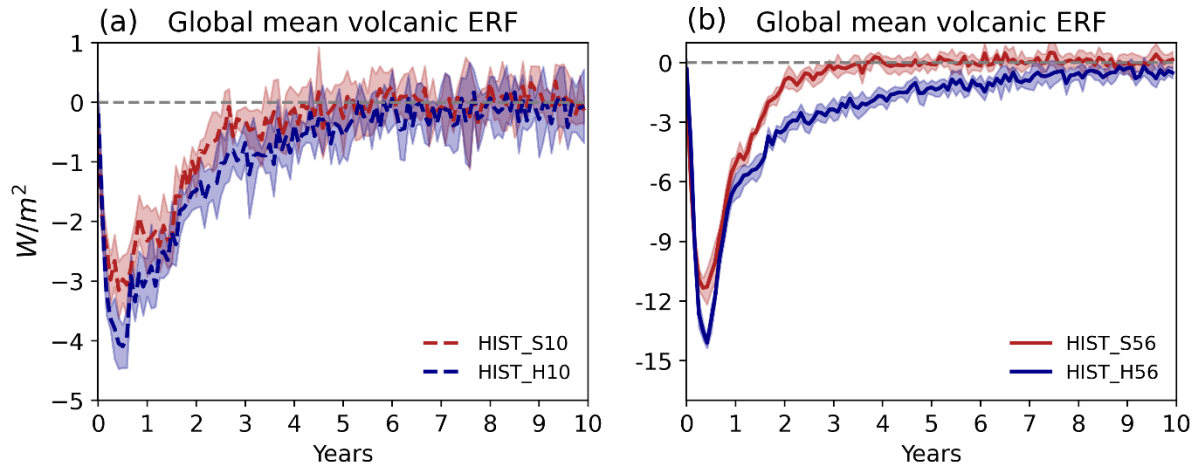 (a) Global mean volcanic ERF
1
0
−1
−2
−3
−4
−5
W/m²
0 1 2 3 4 5 6 7 8 9 10
Years
HIST_S10
HIST_H10
(b) Global mean volcanic ERF
0
-3
-6
-9
-12
-15
0 1 2 3 4 5 6 7 8 9 10
Years
HIST_S56
HIST_H56